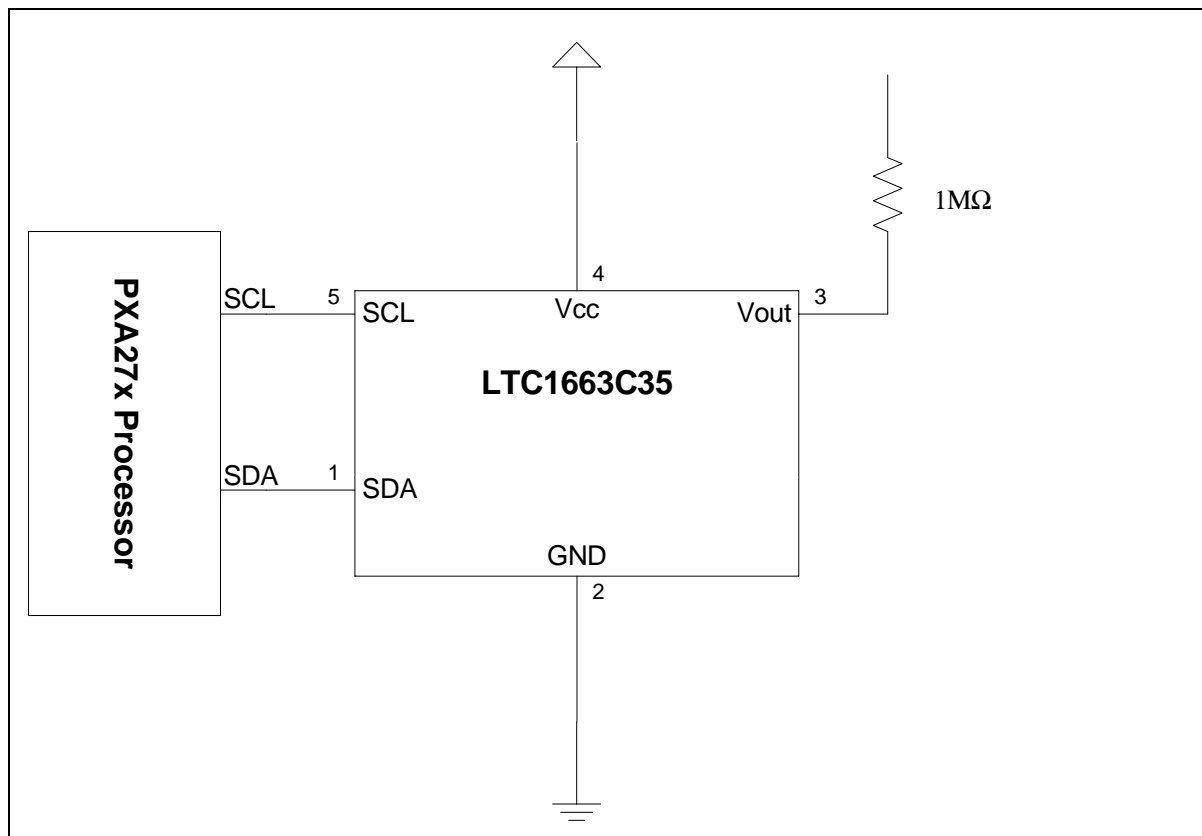 PXA27x Processor
SCL
SDA
5
1
SCL
SDA
4
Vcc
Vout
3
LTC1663C35
GND
2
1MΩ